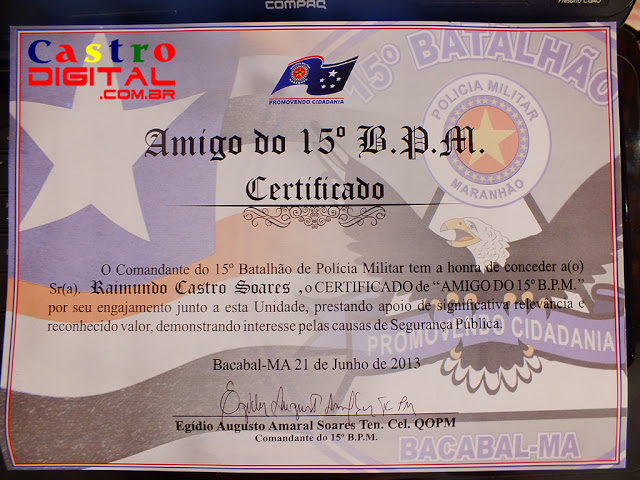 COMPAQ
Presario CQ43
Castro
DIGITAL
.COM.BR
PROMOVENDO CIDADANIA
15º BATALHÃO
POLICIA MILITAR
MARANHÃO
Amigo do 15º B.P.M.
Certificado
O Comandante do 15º Batalhão de Polícia Militar tem a honra de conceder a(o)
Sr(a). Raimundo Castro Soares , o CERTIFICADO de “AMIGO DO 15º B.P.M.”
por seu engajamento junto a esta Unidade, prestando apoio de significativa relevância e
reconhecido valor, demonstrando interesse pelas causas de Segurança Pública.
PROMOVENDO CIDADANIA
Bacabal-MA 21 de Junho de 2013
Egídio Augusto Amaral Soares Ten. Cel. QOPM
Comandante do 15º B.P.M.
BACABAL-MA